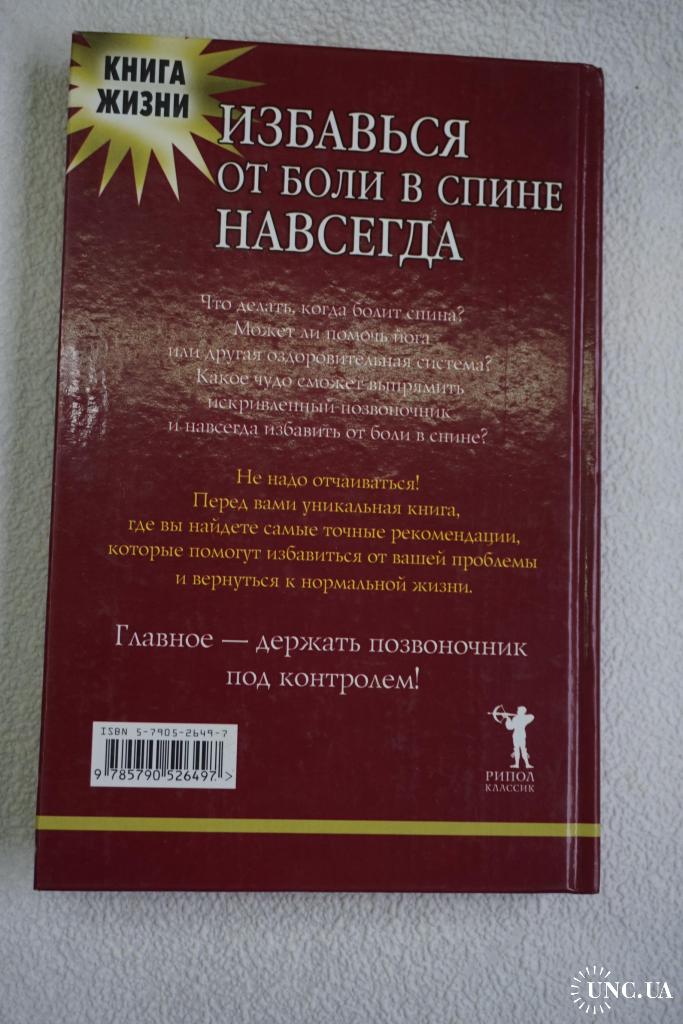 КНИГА
ЖИЗНИ
ИЗБАВЬСЯ
ОТ БОЛИ В СПИНЕ
НАВСЕГДА
Что делать, когда болит спина?
Может ли помочь йога
или другая оздоровительная система?
Какое чудо сможет выпрямить
искривленный позвоночник
и навсегда избавить от боли в спине?
Не надо отчаиваться!
Перед вами уникальная книга,
где вы найдете самые точные рекомендации,
которые помогут избавиться от вашей проблемы
и вернуться к нормальной жизни.
Главное — держать позвоночник
под контролем!
ISBN 5-7905-2649-7
9 785790 526497 >
РИПОЛ
КЛАССИК
UNC.UA